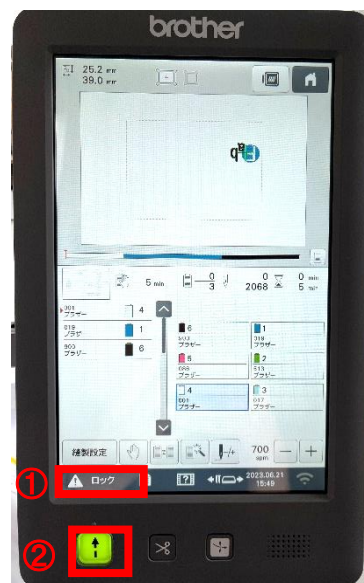 brother
25.2 mm
39.0 mm
Fab
5 min
0
3
0
2068
0 min
5 min
001
ブラザー
4
019
ブラザー
1
900
ブラザー
6
6
900
ブラザー
1
019
ブラザー
5
086
ブラザー
2
513
ブラザー
4
001
ブラザー
3
017
ブラザー
縫製設定
700
spm
①
ロック
2023.06.21
15:49
②